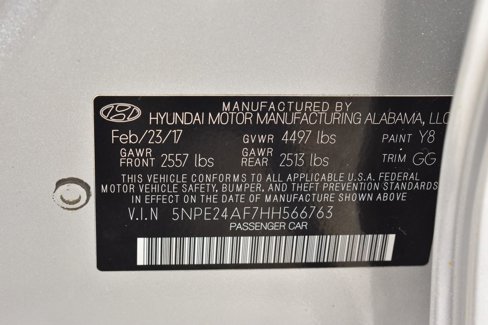 MANUFACTURED BY
HYUNDAI MOTOR MANUFACTURING ALABAMA, LLC
Feb/23/17 GVWR 4497 lbs PAINT Y8
GAWR FRONT 2557 lbs GAWR REAR 2513 lbs TRIM GG
THIS VEHICLE CONFORMS TO ALL APPLICABLE U.S.A. FEDERAL
MOTOR VEHICLE SAFETY, BUMPER, AND THEFT PREVENTION STANDARDS
IN EFFECT ON THE DATE OF MANUFACTURE SHOWN ABOVE
V.I.N 5NPE24AF7HH566763
PASSENGER CAR